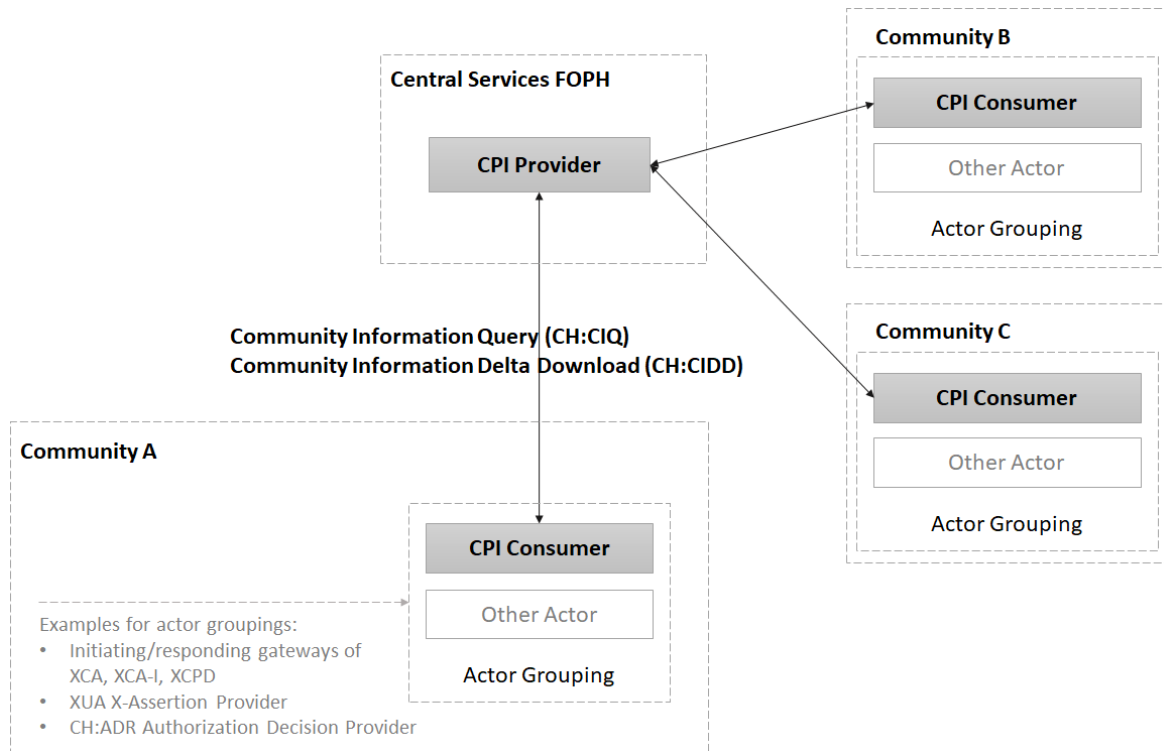 Central Services FOPH
CPI Provider
Community B
CPI Consumer
Other Actor
Actor Grouping
Community Information Query (CH:CIQ)
Community Information Delta Download (CH:CIDD)
Community C
CPI Consumer
Other Actor
Actor Grouping
Community A
CPI Consumer
Other Actor
Actor Grouping
Examples for actor groupings:
• Initiating/responding gateways of
XCA, XCA-I, XCPD
• XUA X-Assertion Provider
• CH:ADR Authorization Decision Provider